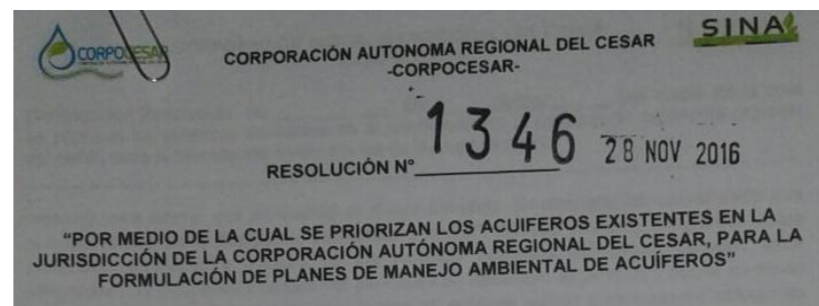 CORPOCESAR
SINA
CORPORACIÓN AUTONOMA REGIONAL DEL CESAR
-CORPOCESAR-
RESOLUCIÓN N° 1346 28 NOV 2016
"POR MEDIO DE LA CUAL SE PRIORIZAN LOS ACUIFEROS EXISTENTES EN LA
JURISDICCIÓN DE LA CORPORACIÓN AUTÓNOMA REGIONAL DEL CESAR, PARA LA
FORMULACIÓN DE PLANES DE MANEJO AMBIENTAL DE ACUÍFEROS"